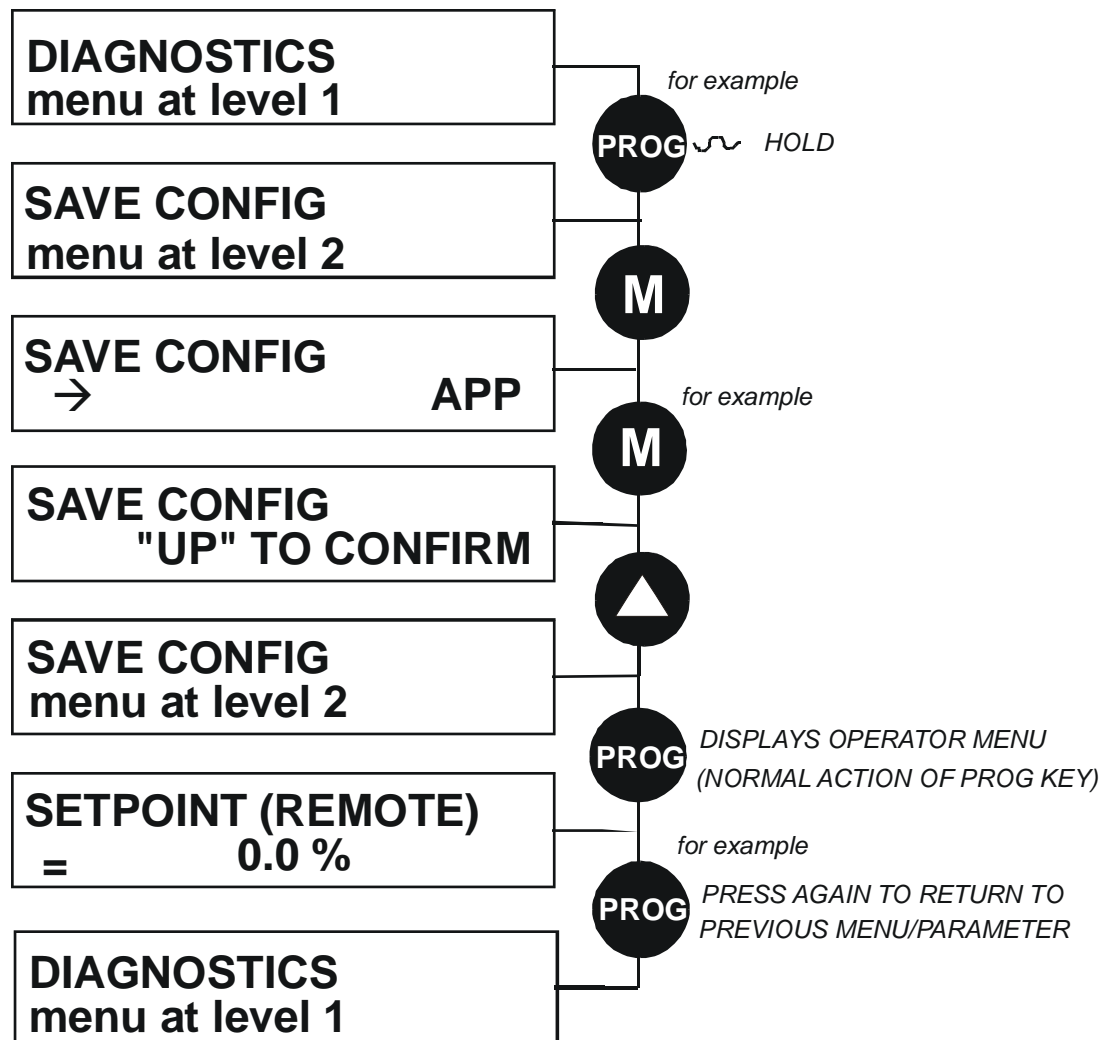 DIAGNOSTICS
menu at level 1
for example
PROG
HOLD
SAVE CONFIG
menu at level 2
M
SAVE CONFIG
→ APP
for example
M
SAVE CONFIG
"UP" TO CONFIRM
SAVE CONFIG
menu at level 2
PROG
DISPLAYS OPERATOR MENU
(NORMAL ACTION OF PROG KEY)
SETPOINT (REMOTE)
= 0.0 %
for example
PROG
PRESS AGAIN TO RETURN TO
PREVIOUS MENU/PARAMETER
DIAGNOSTICS
menu at level 1